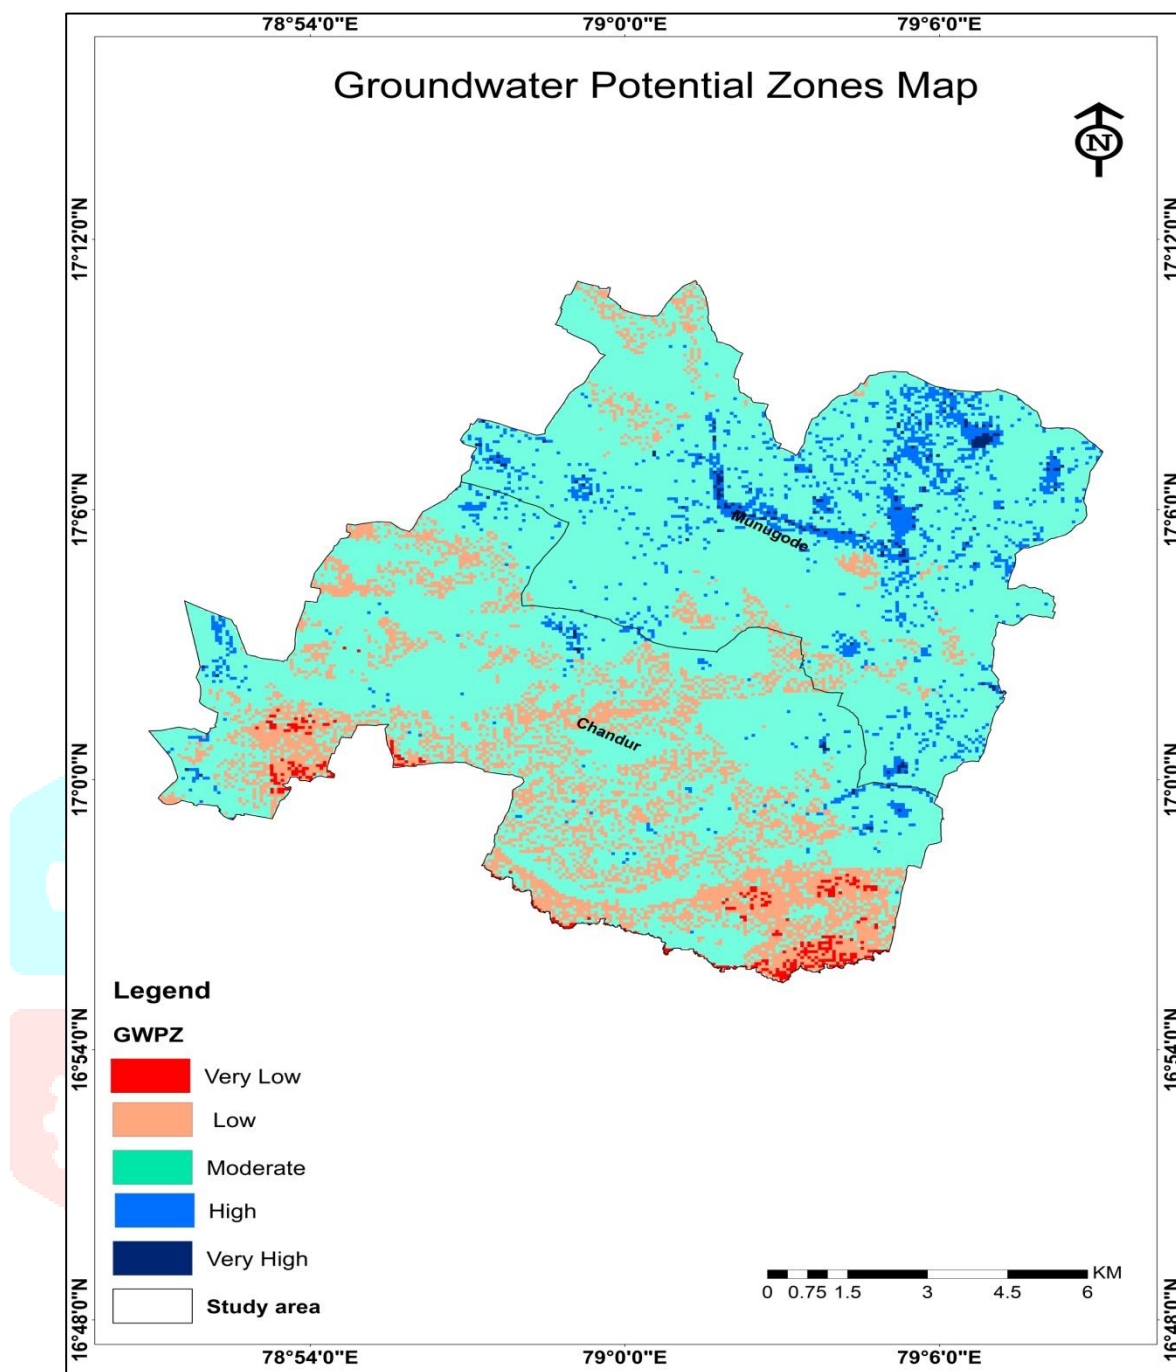 78°54'0"E 79°0'0"E 79°6'0"E
Groundwater Potential Zones Map
N
17°12'0"N 17°12'0"N
17°6'0"N 17°6'0"N
Munugode
Chandur
17°0'0"N 17°0'0"N
Legend
GWPZ
16°54'0"N 16°54'0"N
Very Low
Low
Moderate
High
Very High
Study area
KM
0 0.75 1.5 3 4.5 6
16°48'0"N 16°48'0"N
78°54'0"E 79°0'0"E 79°6'0"E